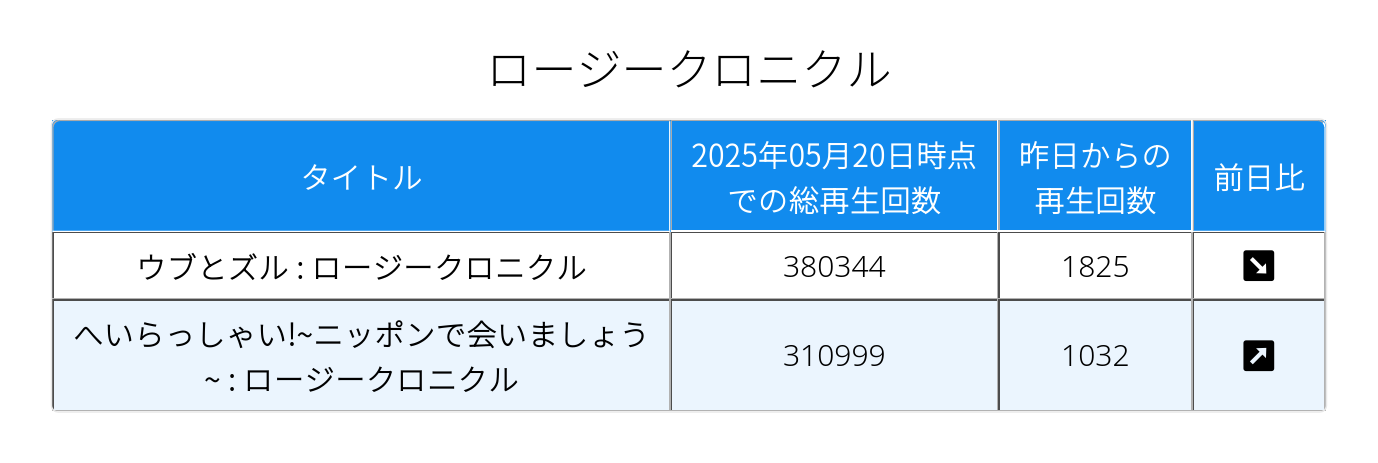 ロージークロニクル
タイトル
2025年05月20日時点
での総再生回数
昨日からの
再生回数
前日比
ウブとズル : ロージークロニクル
380344
1825
へいらっしゃい!~ニッポンで会いましょう
~ : ロージークロニクル
310999
1032